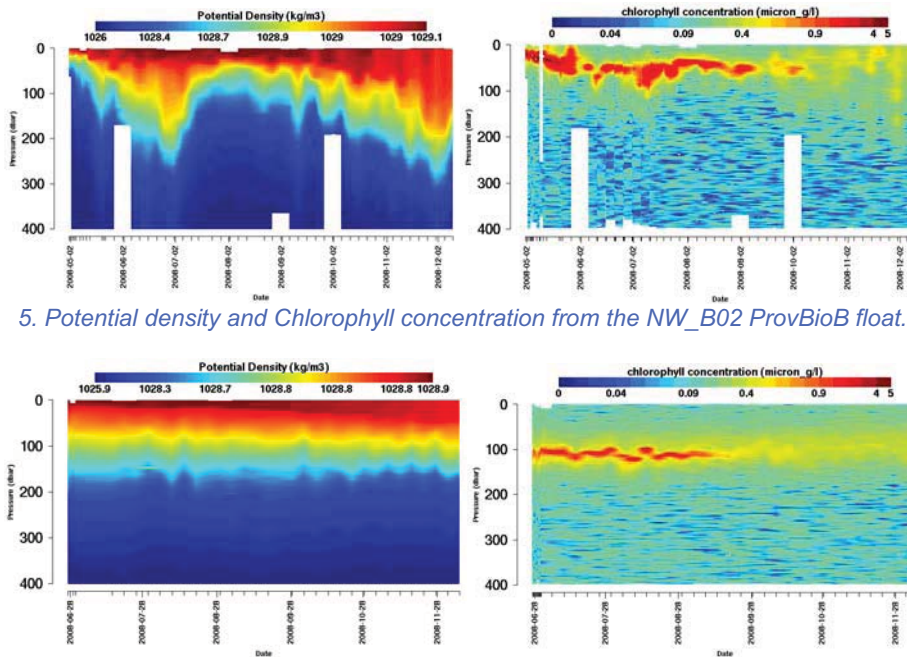 Potential Density (kg/m3)
1026 1028.4 1028.7 1028.9 1029 1029.1
Pressure (dbar)
0
100
200
300
400
2008-05-02 2008-06-02 2008-07-02 2008-08-02 2008-09-02 2008-10-02 2008-11-02 2008-12-02
Date
chlorophyll concentration (micron_g/l)
0 0.04 0.09 0.4 0.9 4 5
Pressure (dbar)
0
100
200
300
400
2008-05-02 2008-06-02 2008-07-02 2008-08-02 2008-09-02 2008-10-02 2008-11-02 2008-12-02
Date
5. Potential density and Chlorophyll concentration from the NW_B02 ProvBioB float.
Potential Density (kg/m3)
1025.9 1028.3 1028.7 1028.8 1028.8 1028.9
Pressure (dbar)
0
100
200
300
400
2008-06-28 2008-07-28 2008-08-28 2008-09-28 2008-10-28 2008-11-28
Date
chlorophyll concentration (micron_g/l)
0 0.04 0.09 0.4 0.9 4 5
Pressure (dbar)
0
100
200
300
400
2008-06-28 2008-07-28 2008-08-28 2008-09-28 2008-10-28 2008-11-28
Date